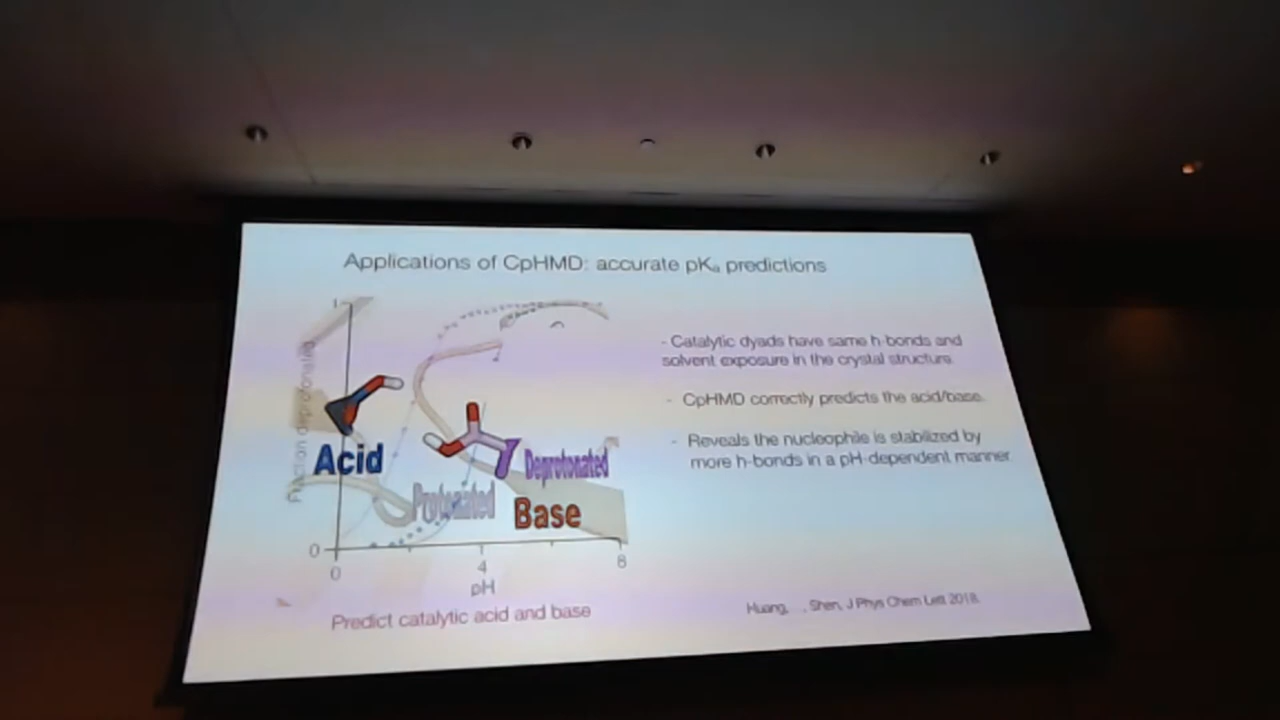 Applications of CpHMD: accurate pKₐ predictions
1
Fraction deprotonated
- Catalytic dyads have same h-bonds and
solvent exposure in the crystal structure.
- CpHMD correctly predicts the acid/base.
- Reveals the nucleophile is stabilized by
more h-bonds in a pH-dependent manner
Acid
Deprotonated
Protonated
Base
0
0
4
8
pH
Predict catalytic acid and base
Huang, ..., Shen, J Phys Chem Lett 2018.